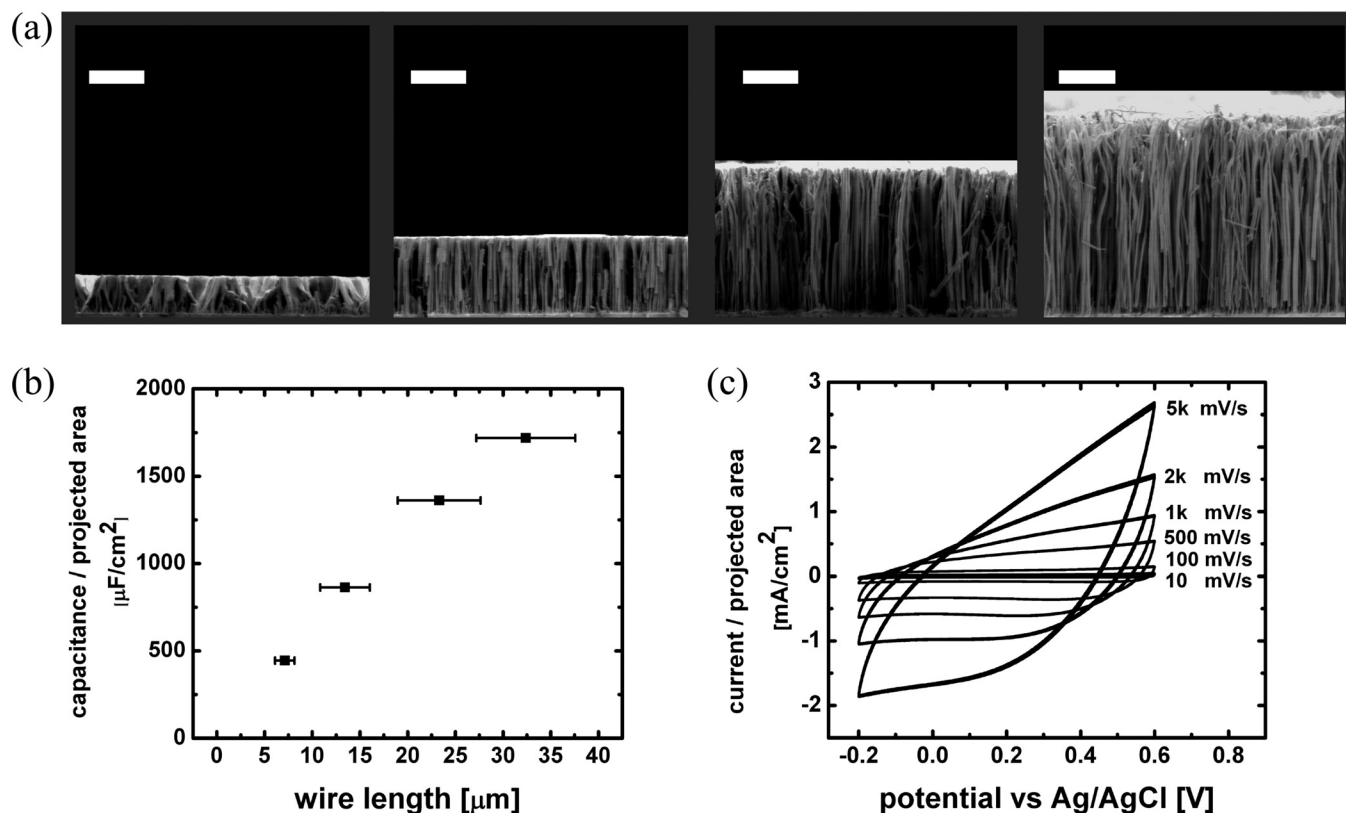 (a)
(b)
2000
1500
1000
500
0
0 5 10 15 20 25 30 35 40
capacitance / projected area
[µF/cm2]
wire length [µm]
(c)
3
2
1
0
-1
-2
-0.2 0.0 0.2 0.4 0.6 0.8
current / projected area
[mA/cm2]
potential vs Ag/AgCl [V]
5k mV/s
2k mV/s
1k mV/s
500 mV/s
100 mV/s
10 mV/s